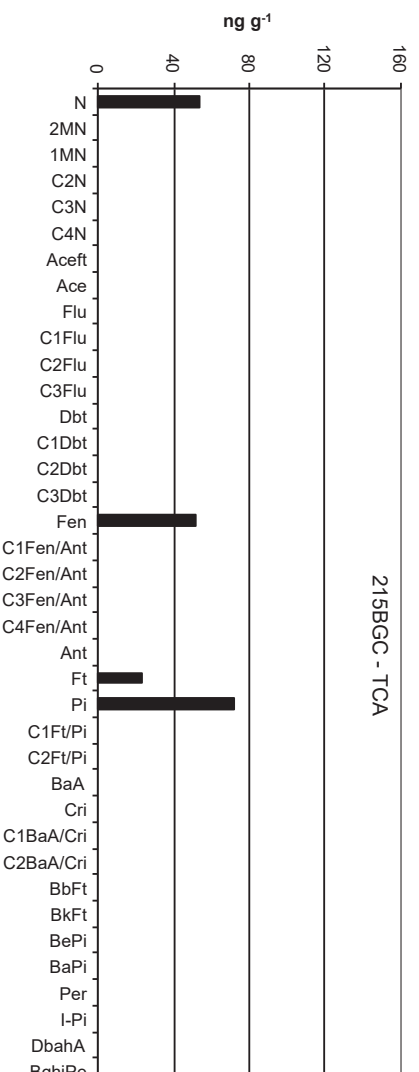 ng g-1
0
40
80
120
160
215BGC - TCA
N
2MN
1MN
C2N
C3N
C4N
Aceft
Ace
Flu
C1Flu
C2Flu
C3Flu
Dbt
C1Dbt
C2Dbt
C3Dbt
Fen
C1Fen/Ant
C2Fen/Ant
C3Fen/Ant
C4Fen/Ant
Ant
Ft
Pi
C1Ft/Pi
C2Ft/Pi
BaA
Cri
C1BaA/Cri
C2BaA/Cri
BbFt
BkFt
BePi
BaPi
Per
I-Pi
DbahA